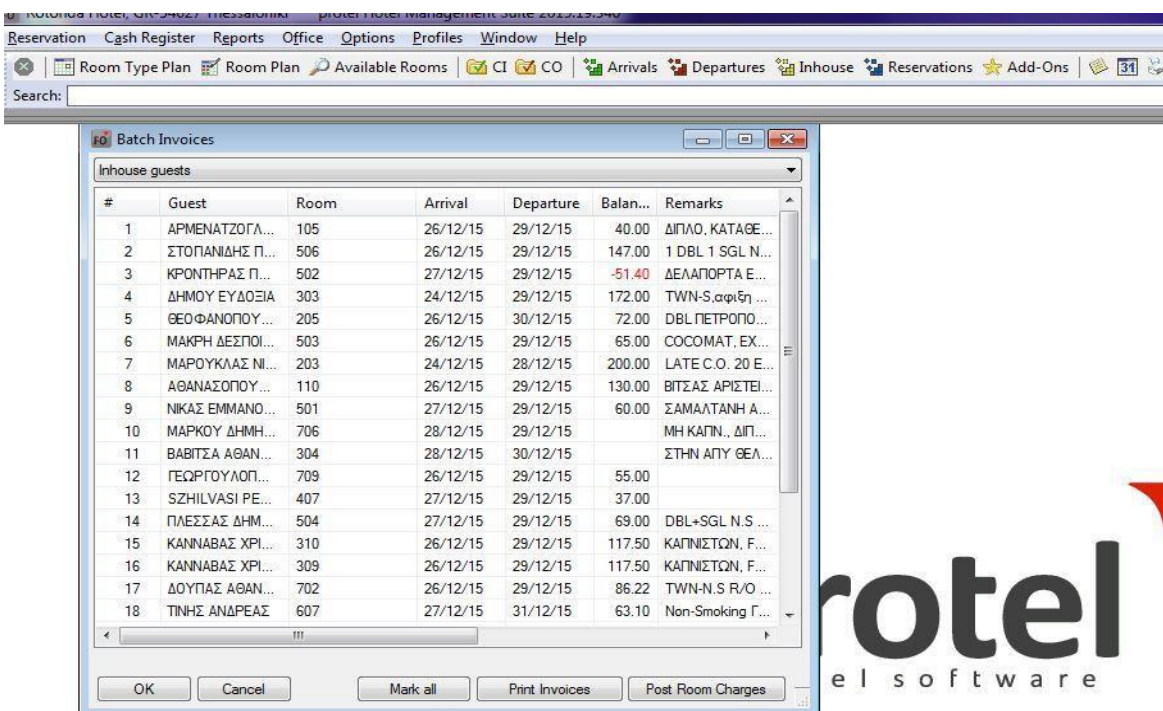 Rotonda Hotel, GR-54627 Thessaloniki protel Hotel Management Suite 2015.19.340
Reservation Cash Register Reports Office Options Profiles Window Help
Room Type Plan Room Plan Available Rooms CI CO Arrivals Departures Inhouse Reservations Add-Ons 31
Search:
FO Batch Invoices
Inhouse guests
# Guest Room Arrival Departure Balan... Remarks
1 ΑΡΜΕΝΑΤΖΟΓΛ... 105 26/12/15 29/12/15 40.00 ΔΙΠΛΟ, ΚΑΤΑΘΕ...
2 ΣΤΟΠΑΝΙΔΗΣ Π... 506 26/12/15 29/12/15 147.00 1 DBL 1 SGL N...
3 ΚΡΟΝΤΗΡΑΣ Π... 502 27/12/15 29/12/15 -51.40 ΔΕΛΑΠΟΡΤΑ Ε...
4 ΔΗΜΟΥ ΕΥΔΟΞΙΑ 303 24/12/15 29/12/15 172.00 TWN-S,αφιξη ...
5 ΘΕΟΦΑΝΟΠΟΥ... 205 26/12/15 30/12/15 72.00 DBL ΠΕΤΡΟΠΟ...
6 ΜΑΚΡΗ ΔΕΣΠΟΙ... 503 26/12/15 29/12/15 65.00 COCOMAT, EX...
7 ΜΑΡΟΥΚΛΑΣ ΝΙ... 203 24/12/15 28/12/15 200.00 LATE C.O. 20 E...
8 ΑΘΑΝΑΣΟΠΟΥ... 110 26/12/15 29/12/15 130.00 ΒΙΤΣΑΣ ΑΡΙΣΤΕΙ...
9 ΝΙΚΑΣ ΕΜΜΑΝΟ... 501 27/12/15 29/12/15 60.00 ΣΑΜΑΛΤΑΝΗ Α...
10 ΜΑΡΚΟΥ ΔΗΜΗ... 706 28/12/15 29/12/15 ΜΗ ΚΑΠΝ., ΔΙΠ...
11 ΒΑΒΙΤΣΑ ΑΘΑΝ... 304 28/12/15 30/12/15 ΣΤΗΝ ΑΠΥ ΘΕΛ...
12 ΓΕΩΡΓΟΥΛΟΠ... 709 26/12/15 29/12/15 55.00
13 SZHILVASI PE... 407 27/12/15 29/12/15 37.00
14 ΠΛΕΣΣΑΣ ΔΗΜ... 504 27/12/15 29/12/15 69.00 DBL+SGL N.S ...
15 ΚΑΝΝΑΒΑΣ ΧΡΙ... 310 26/12/15 29/12/15 117.50 ΚΑΠΝΙΣΤΩΝ, F...
16 ΚΑΝΝΑΒΑΣ ΧΡΙ... 309 26/12/15 29/12/15 117.50 ΚΑΠΝΙΣΤΩΝ, F...
17 ΔΟΥΠΑΣ ΑΘΑΝ... 702 26/12/15 29/12/15 86.22 TWN-N.S R/O ...
18 ΤΙΝΗΣ ΑΝΔΡΕΑΣ 607 27/12/15 31/12/15 63.10 Non-Smoking Γ...
rotel
el software
OK Cancel Mark all Print Invoices Post Room Charges